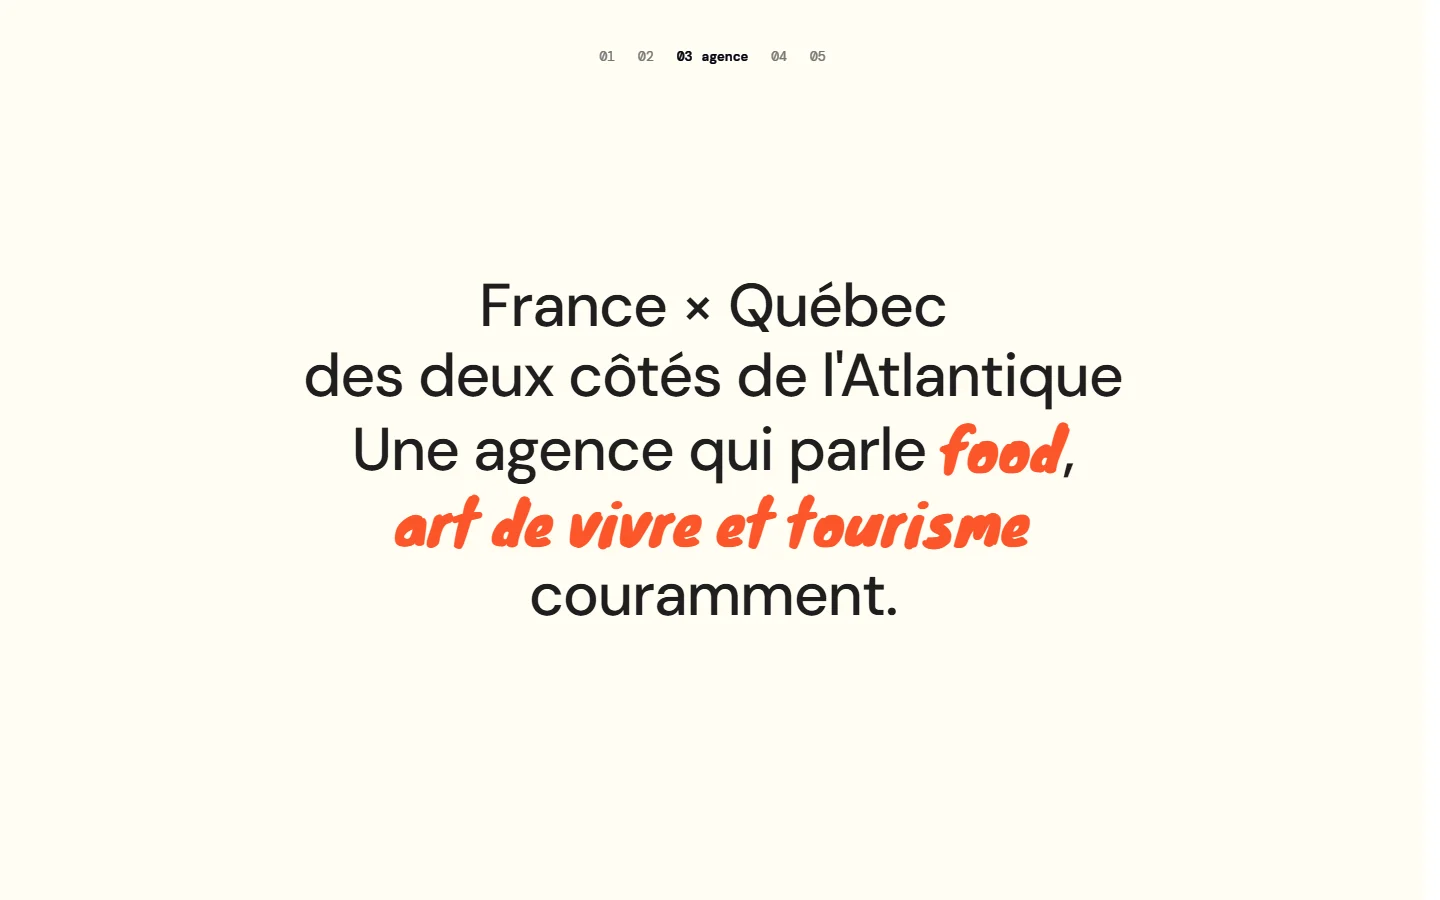 01 02 03 agence 04 05
France × Québec
des deux côtés de l'Atlantique
Une agence qui parle food,
art de vivre et tourisme
couramment.